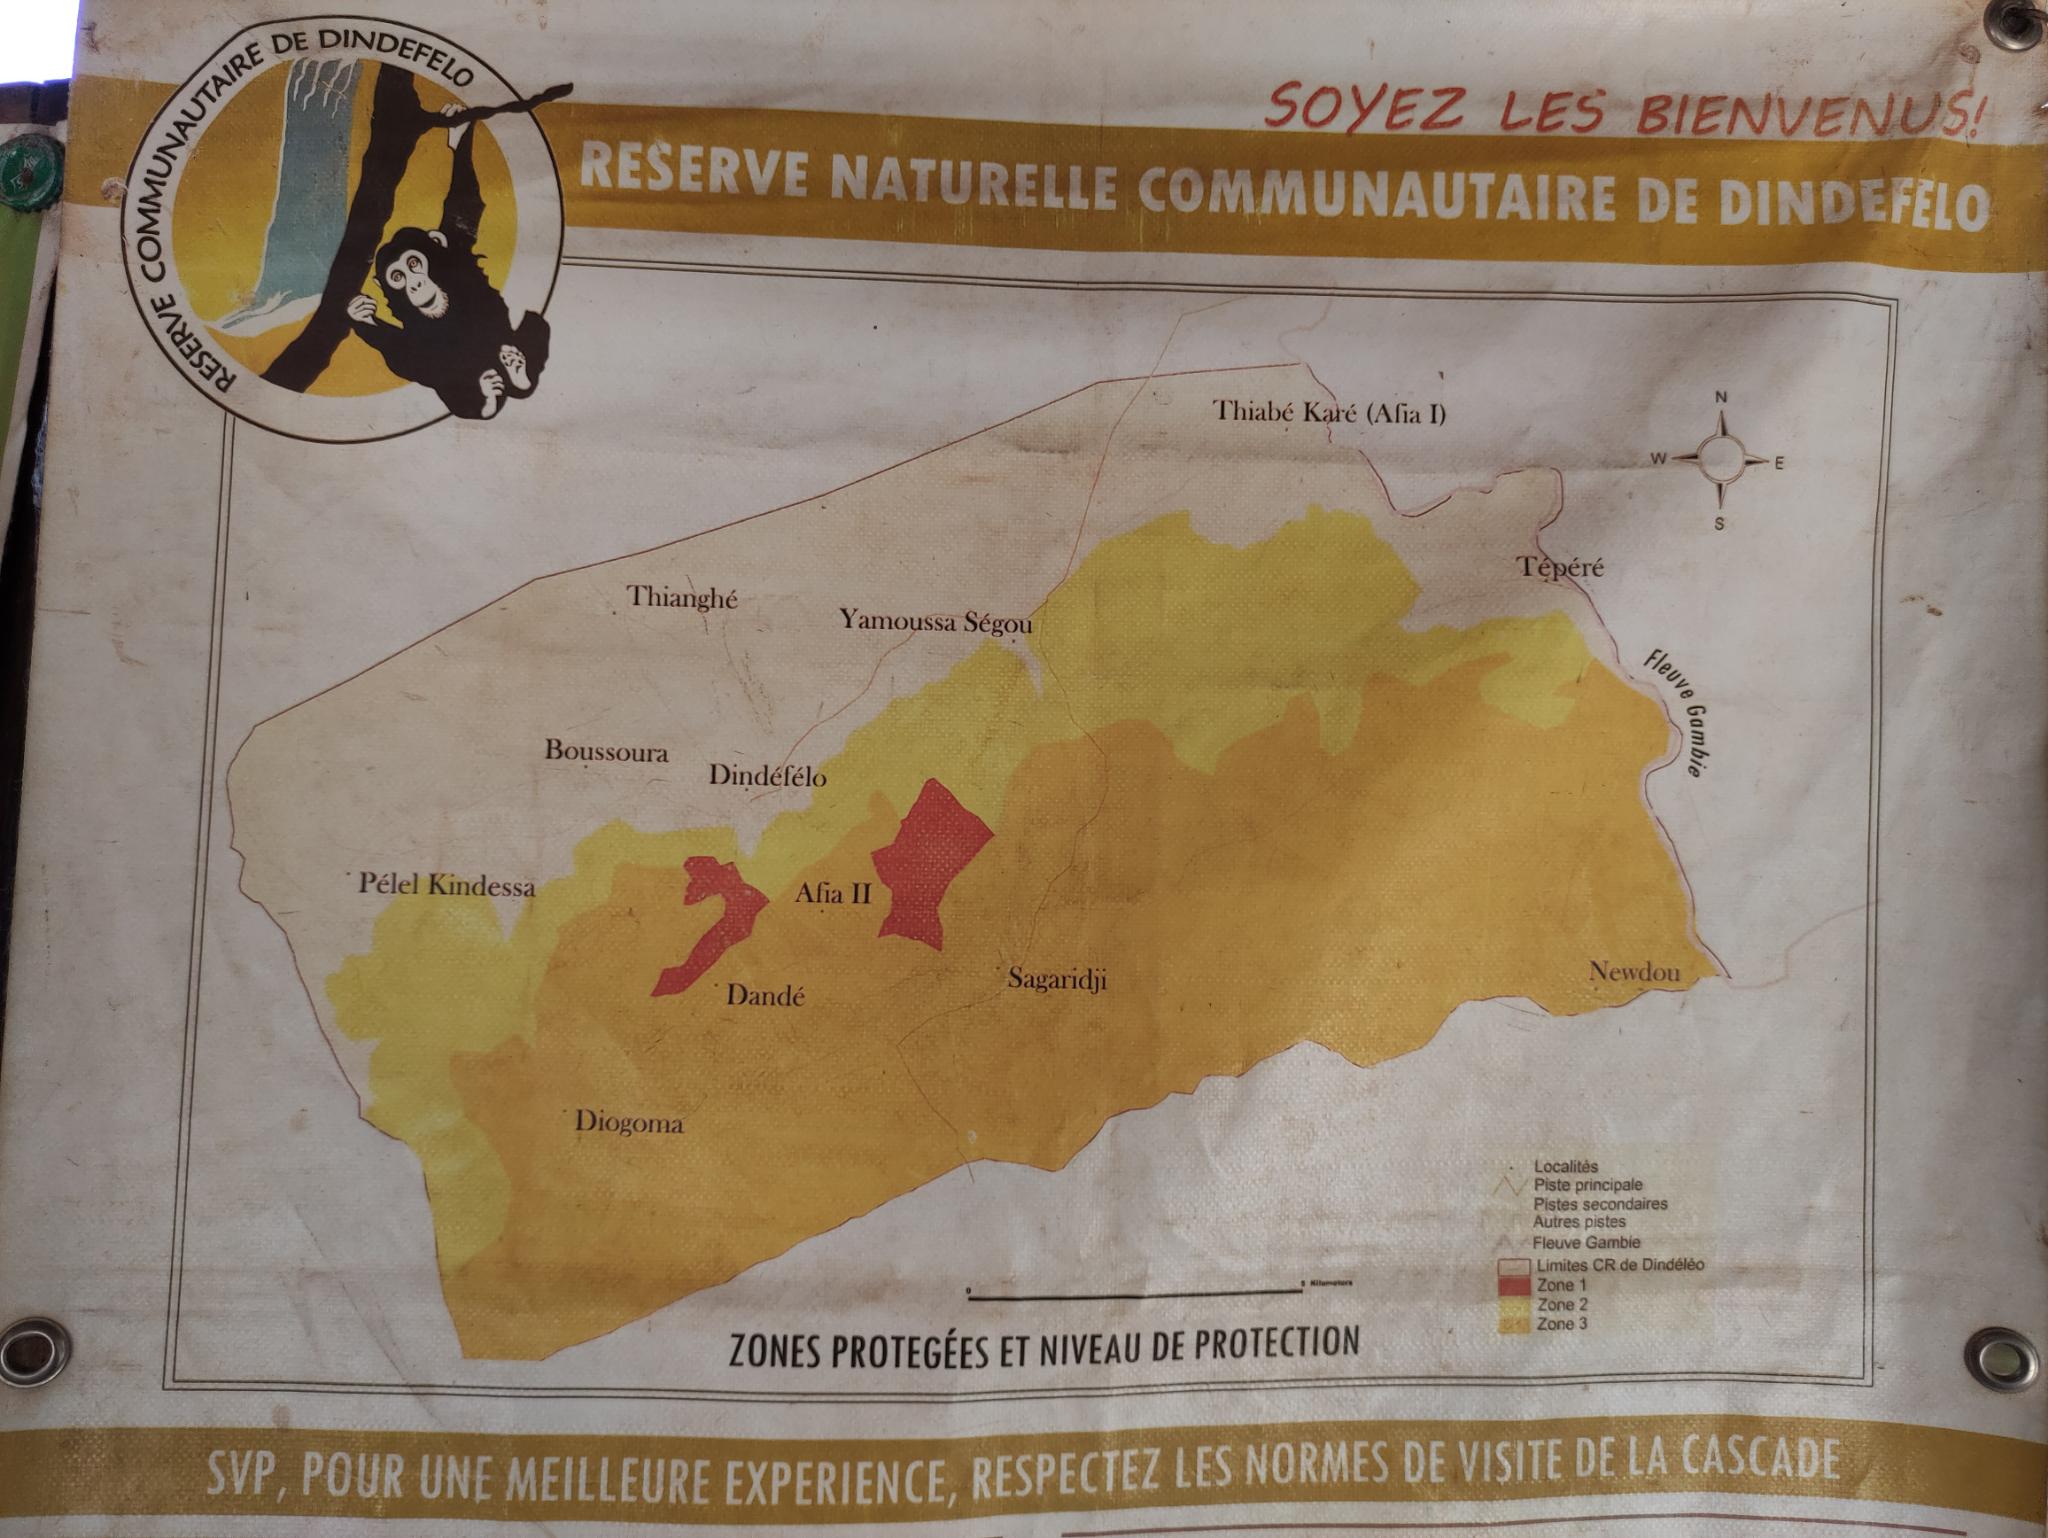 RESERVE COMMUNAUTAIRE DE DINDEFELO
SOYEZ LES BIENVENUS!
RESERVE NATURELLE COMMUNAUTAIRE DE DINDEFELO
Thiabé Karé (Afia I)
N
W
E
S
Tépéré
Thianghé
Yamoussa Ségou
Fleuve Gambie
Boussoura
Dindéfélo
Pélel Kindessa
Afia II
Dandé
Sagaridji
Newdou
Diogoma
Localités
Piste principale
Pistes secondaires
Autres pistes
Fleuve Gambie
Limites CR de Dindéléo
Zone 1
Zone 2
Zone 3
0 5 Kilometers
ZONES PROTEGÉES ET NIVEAU DE PROTECTION
SVP, POUR UNE MEILLEURE EXPERIENCE, RESPECTEZ LES NORMES DE VISITE DE LA CASCADE